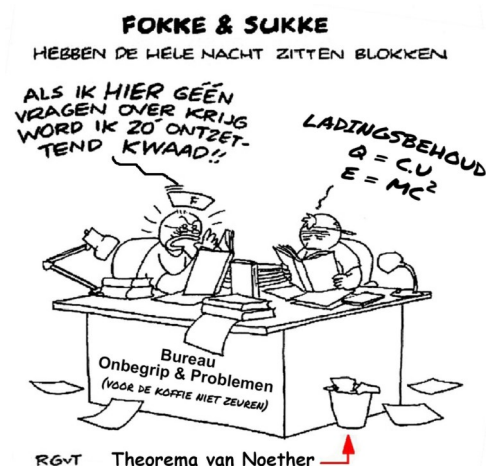 FOKKE & SUKKE
HEBBEN DE HELE NACHT ZITTEN BLOKKEN
ALS IK HIER GEÉN
VRAGEN OVER KRIJG
WORD IK ZÓ ONTZET-
TEND KWAAD!!
LADINGSBEHOUD
Q = C.U
E = MC²
F
Bureau
Onbegrip & Problemen
(VOOR DE KOFFIE NIET ZEUREN)
RGvT
Theorema van Noether